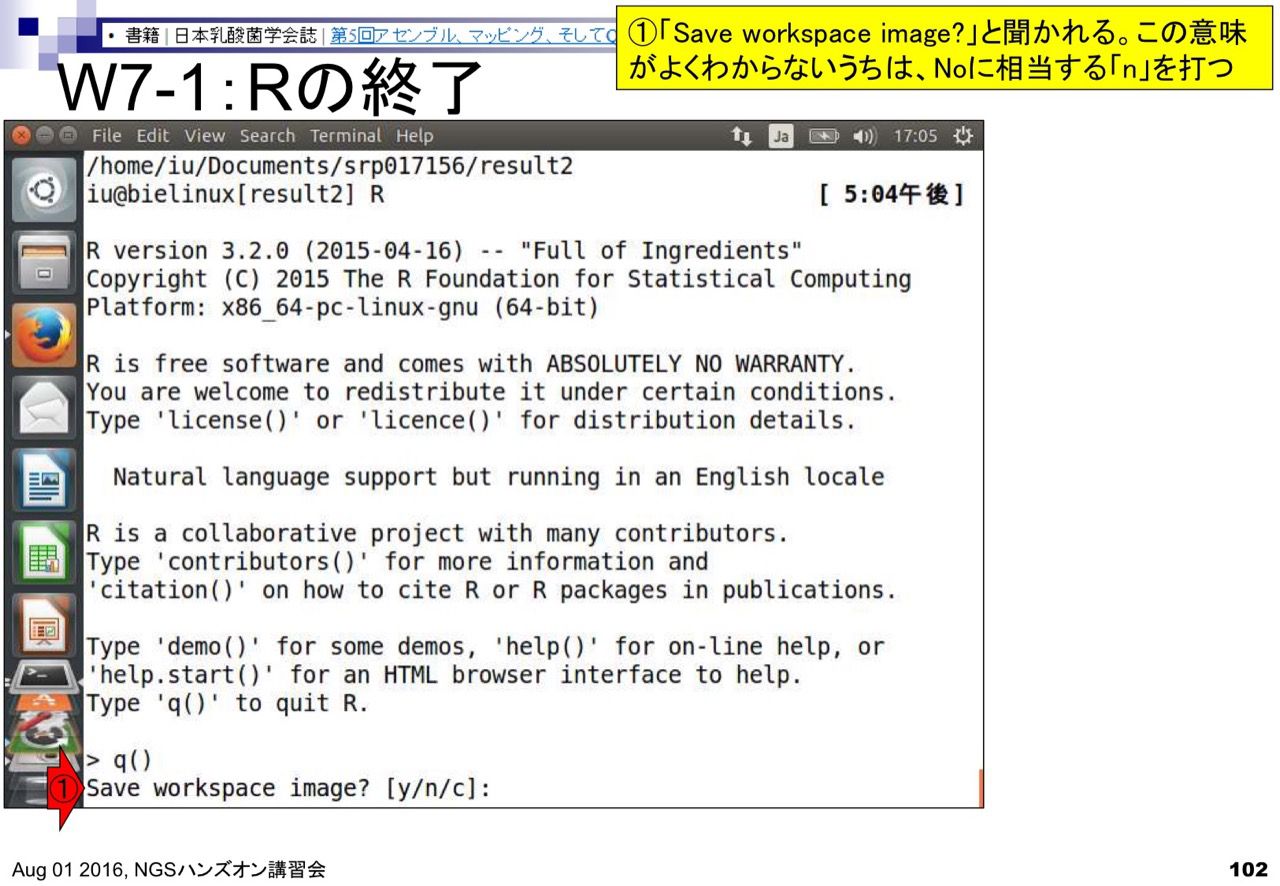 • 書籍 | 日本乳酸菌学会誌 | 第5回アセンブル、マッピング、そしてQ
①「Save workspace image?」と聞かれる。この意味
がよくわからないうちは、Noに相当する「n」を打つ
W7-1:Rの終了
File Edit View Search Terminal Help
Ja 17:05
/home/iu/Documents/srp017156/result2
iu@bielinux[result2] R [ 5:04午後]
R version 3.2.0 (2015-04-16) -- "Full of Ingredients"
Copyright (C) 2015 The R Foundation for Statistical Computing
Platform: x86_64-pc-linux-gnu (64-bit)
R is free software and comes with ABSOLUTELY NO WARRANTY.
You are welcome to redistribute it under certain conditions.
Type 'license()' or 'licence()' for distribution details.
Natural language support but running in an English locale
R is a collaborative project with many contributors.
Type 'contributors()' for more information and
'citation()' on how to cite R or R packages in publications.
Type 'demo()' for some demos, 'help()' for on-line help, or
'help.start()' for an HTML browser interface to help.
Type 'q()' to quit R.
> q()
① Save workspace image? [y/n/c]:
Aug 01 2016, NGSハンズオン講習会
102